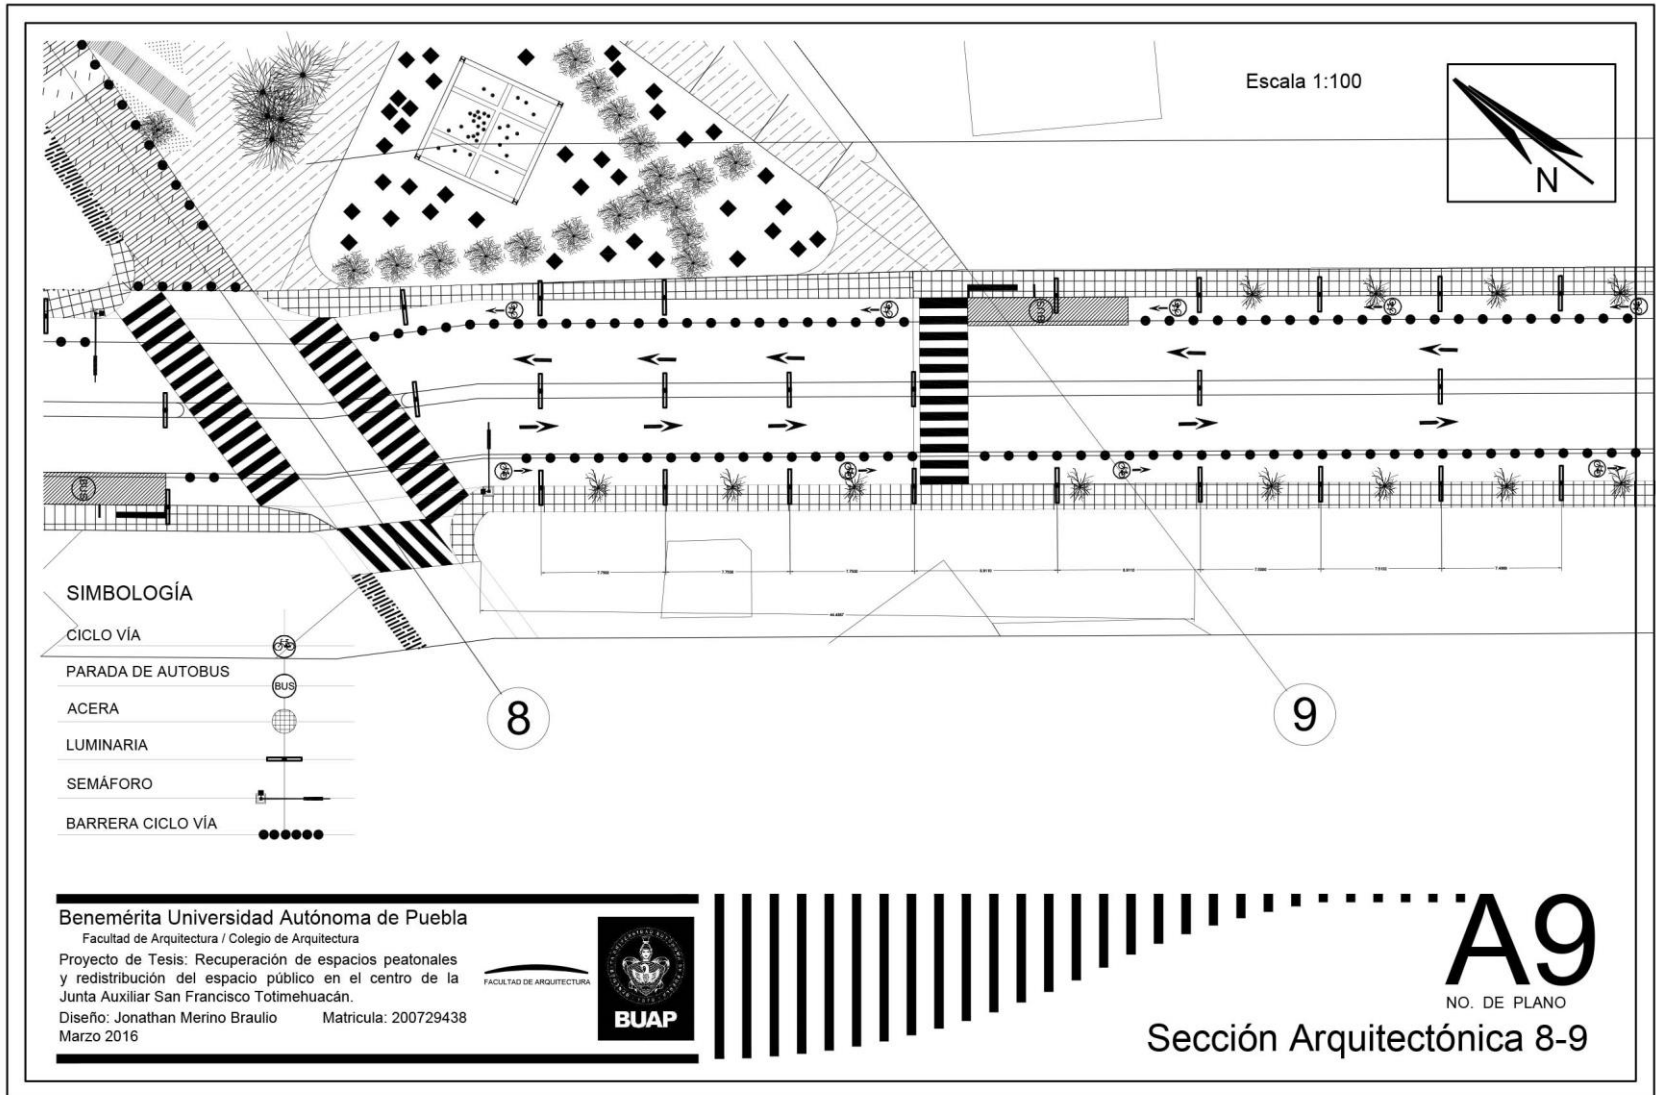 Escala 1:100
N
BUS
BUS
8
9
SIMBOLOGÍA
CICLO VÍA
PARADA DE AUTOBUS
BUS
ACERA
LUMINARIA
SEMÁFORO
BARRERA CICLO VÍA
Benemérita Universidad Autónoma de Puebla
Facultad de Arquitectura / Colegio de Arquitectura
Proyecto de Tesis: Recuperación de espacios peatonales
y redistribución del espacio público en el centro de la
Junta Auxiliar San Francisco Totimehuacán.
Diseño: Jonathan Merino Braulio Matricula: 200729438
Marzo 2016
FACULTAD DE ARQUITECTURA
BUAP
A9
NO. DE PLANO
Sección Arquitectónica 8-9